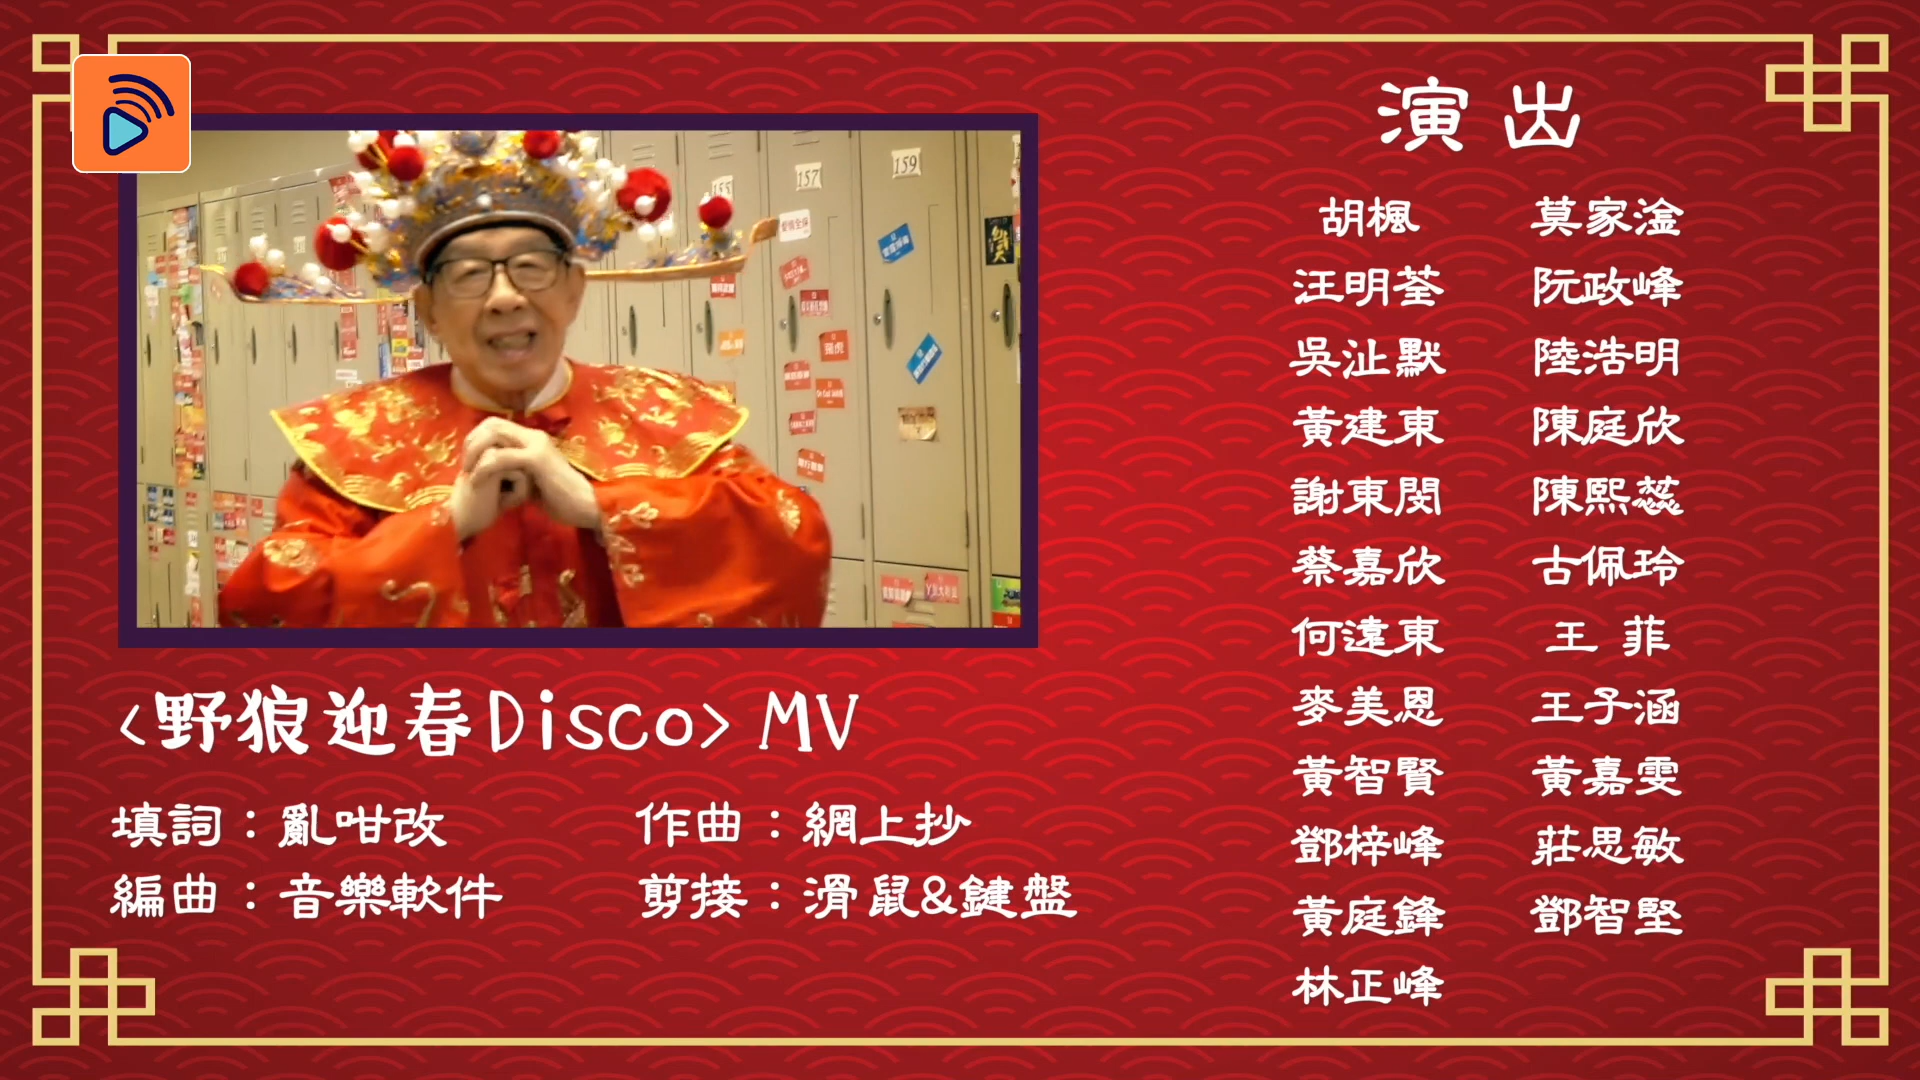 157
159
<野狼迎春Disco> MV
填詞：亂咁改
作曲：網上抄
編曲：音樂軟件
剪接：滑鼠&鍵盤
演出
胡楓 莫家淦
汪明荃 阮政峰
吳沚默 陸浩明
黃建東 陳庭欣
謝東閔 陳熙蕊
蔡嘉欣 古佩玲
何遠東 王菲
麥美恩 王子涵
黃智賢 黃嘉雯
鄧梓峰 莊思敏
黃庭鋒 鄧智堅
林正峰